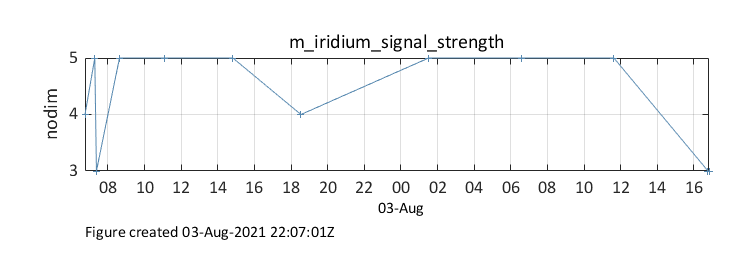 m_iridium_signal_strength
5
4
3
nodim
08 10 12 14 16 18 20 22 00 02 04 06 08 10 12 14 16
03-Aug
Figure created 03-Aug-2021 22:07:01Z